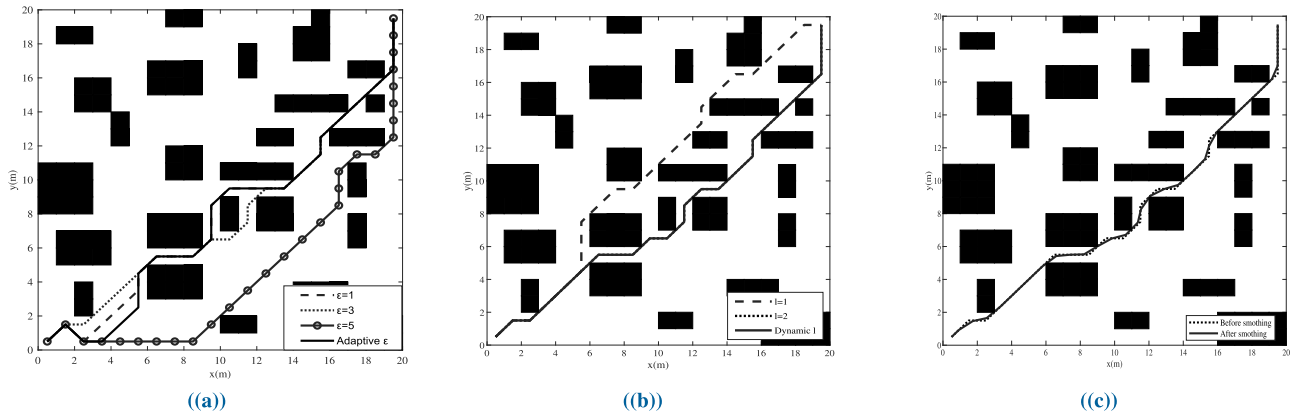 20
18
16
14
12
10
8
6
4
2
0
y(m)
0 2 4 6 8 10 12 14 16 18 20
x(m)
ε=1
ε=3
ε=5
Adaptive ε
((a))
20
18
16
14
12
10
8
6
4
2
0
y(m)
0 2 4 6 8 10 12 14 16 18 20
x(m)
l=1
l=2
Dynamic l
((b))
20
18
16
14
12
10
8
6
4
2
0
y(m)
0 2 4 6 8 10 12 14 16 18 20
x(m)
Before smothing
After smothing
((c))